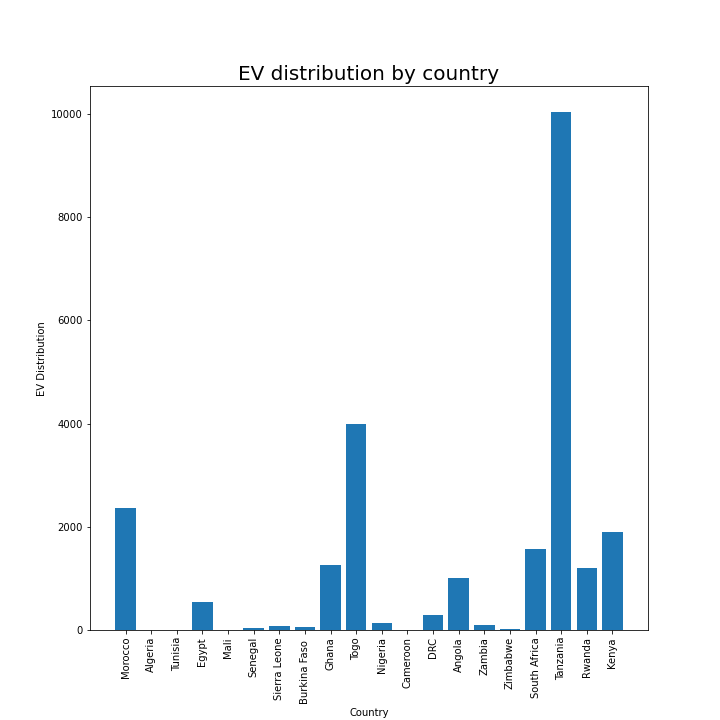 EV distribution by country
10000
8000
6000
4000
2000
0
EV Distribution
Morocco
Algeria
Tunisia
Egypt
Mali
Senegal
Sierra Leone
Burkina Faso
Ghana
Togo
Nigeria
Cameroon
DRC
Angola
Zambia
Zimbabwe
South Africa
Tanzania
Rwanda
Kenya
Country